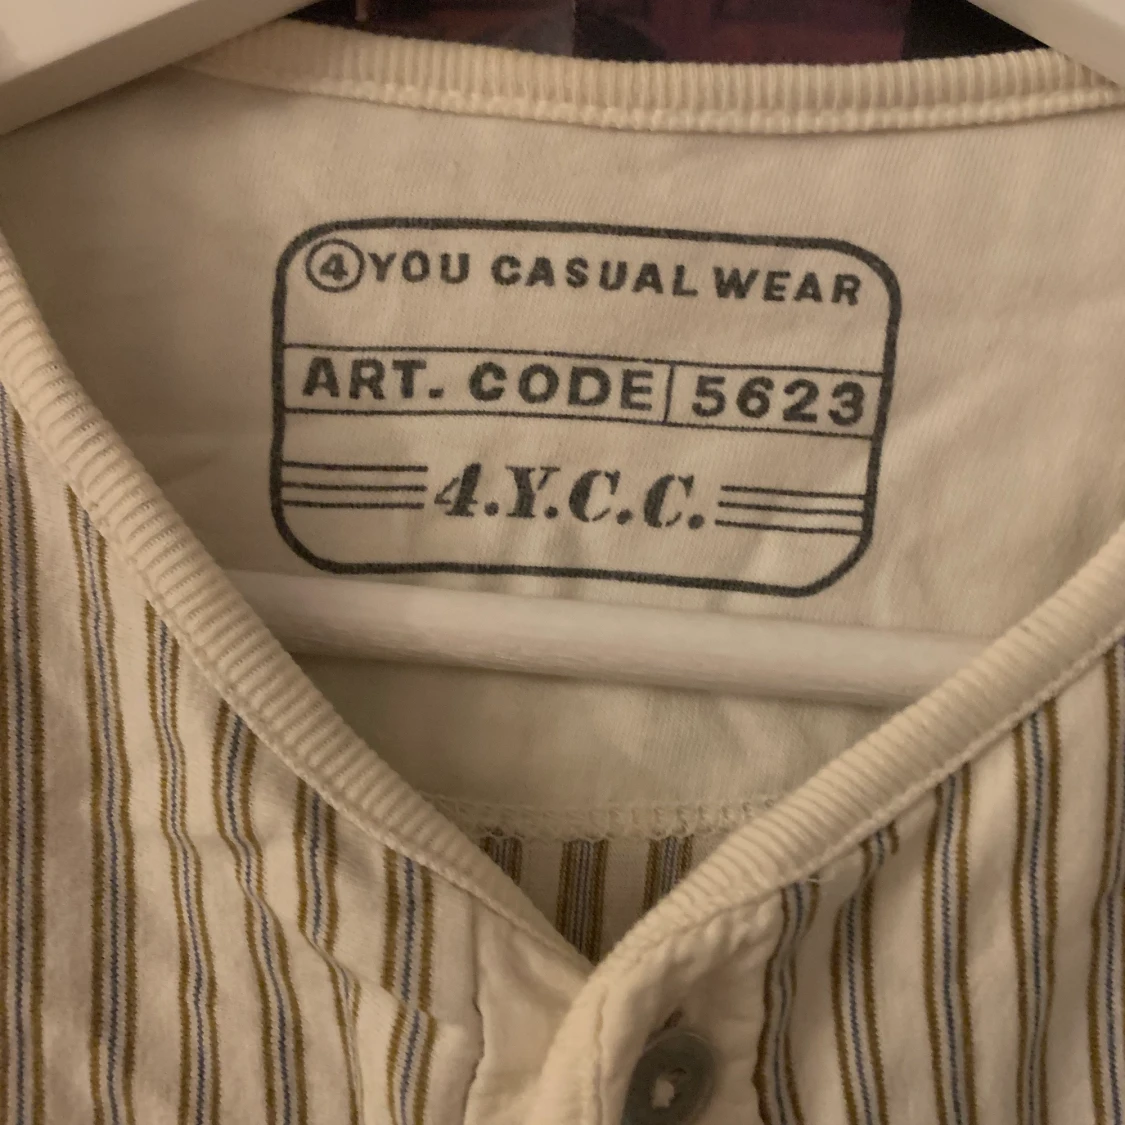 ④YOU CASUAL WEAR
ART. CODE 5623
4.Y.C.C.